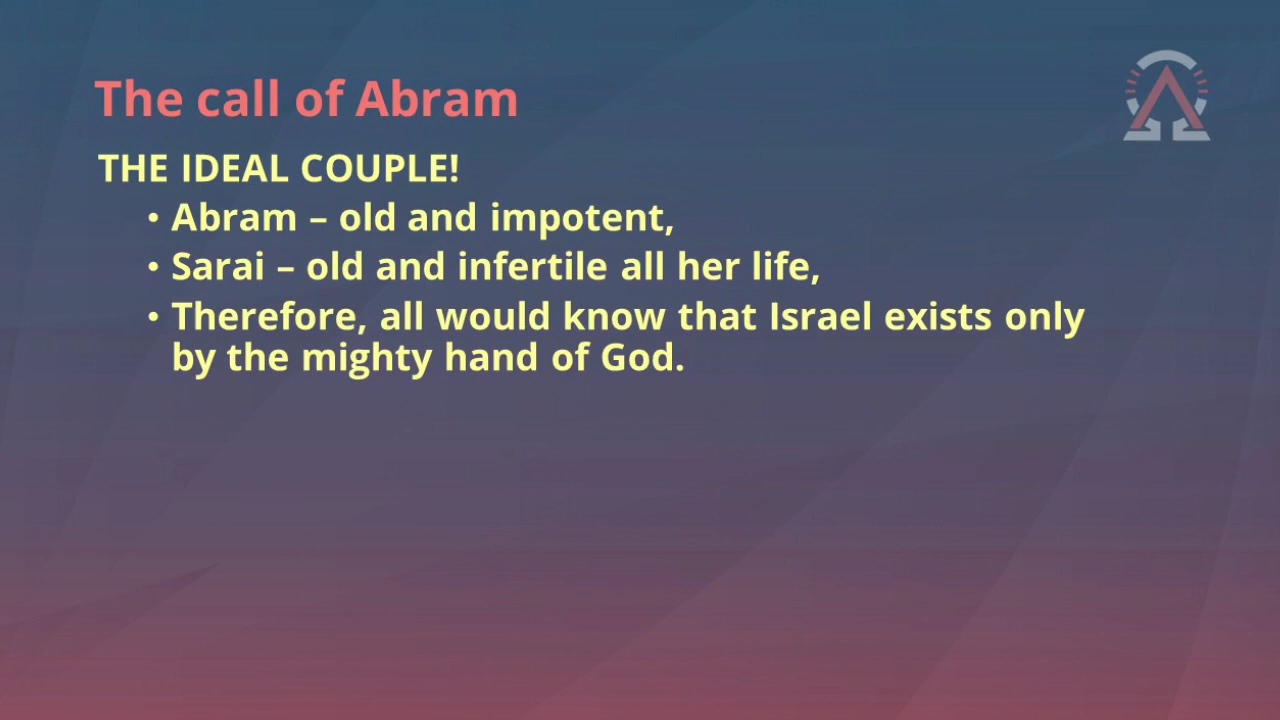 The call of Abram
THE IDEAL COUPLE!
• Abram – old and impotent,
• Sarai – old and infertile all her life,
• Therefore, all would know that Israel exists only
by the mighty hand of God.